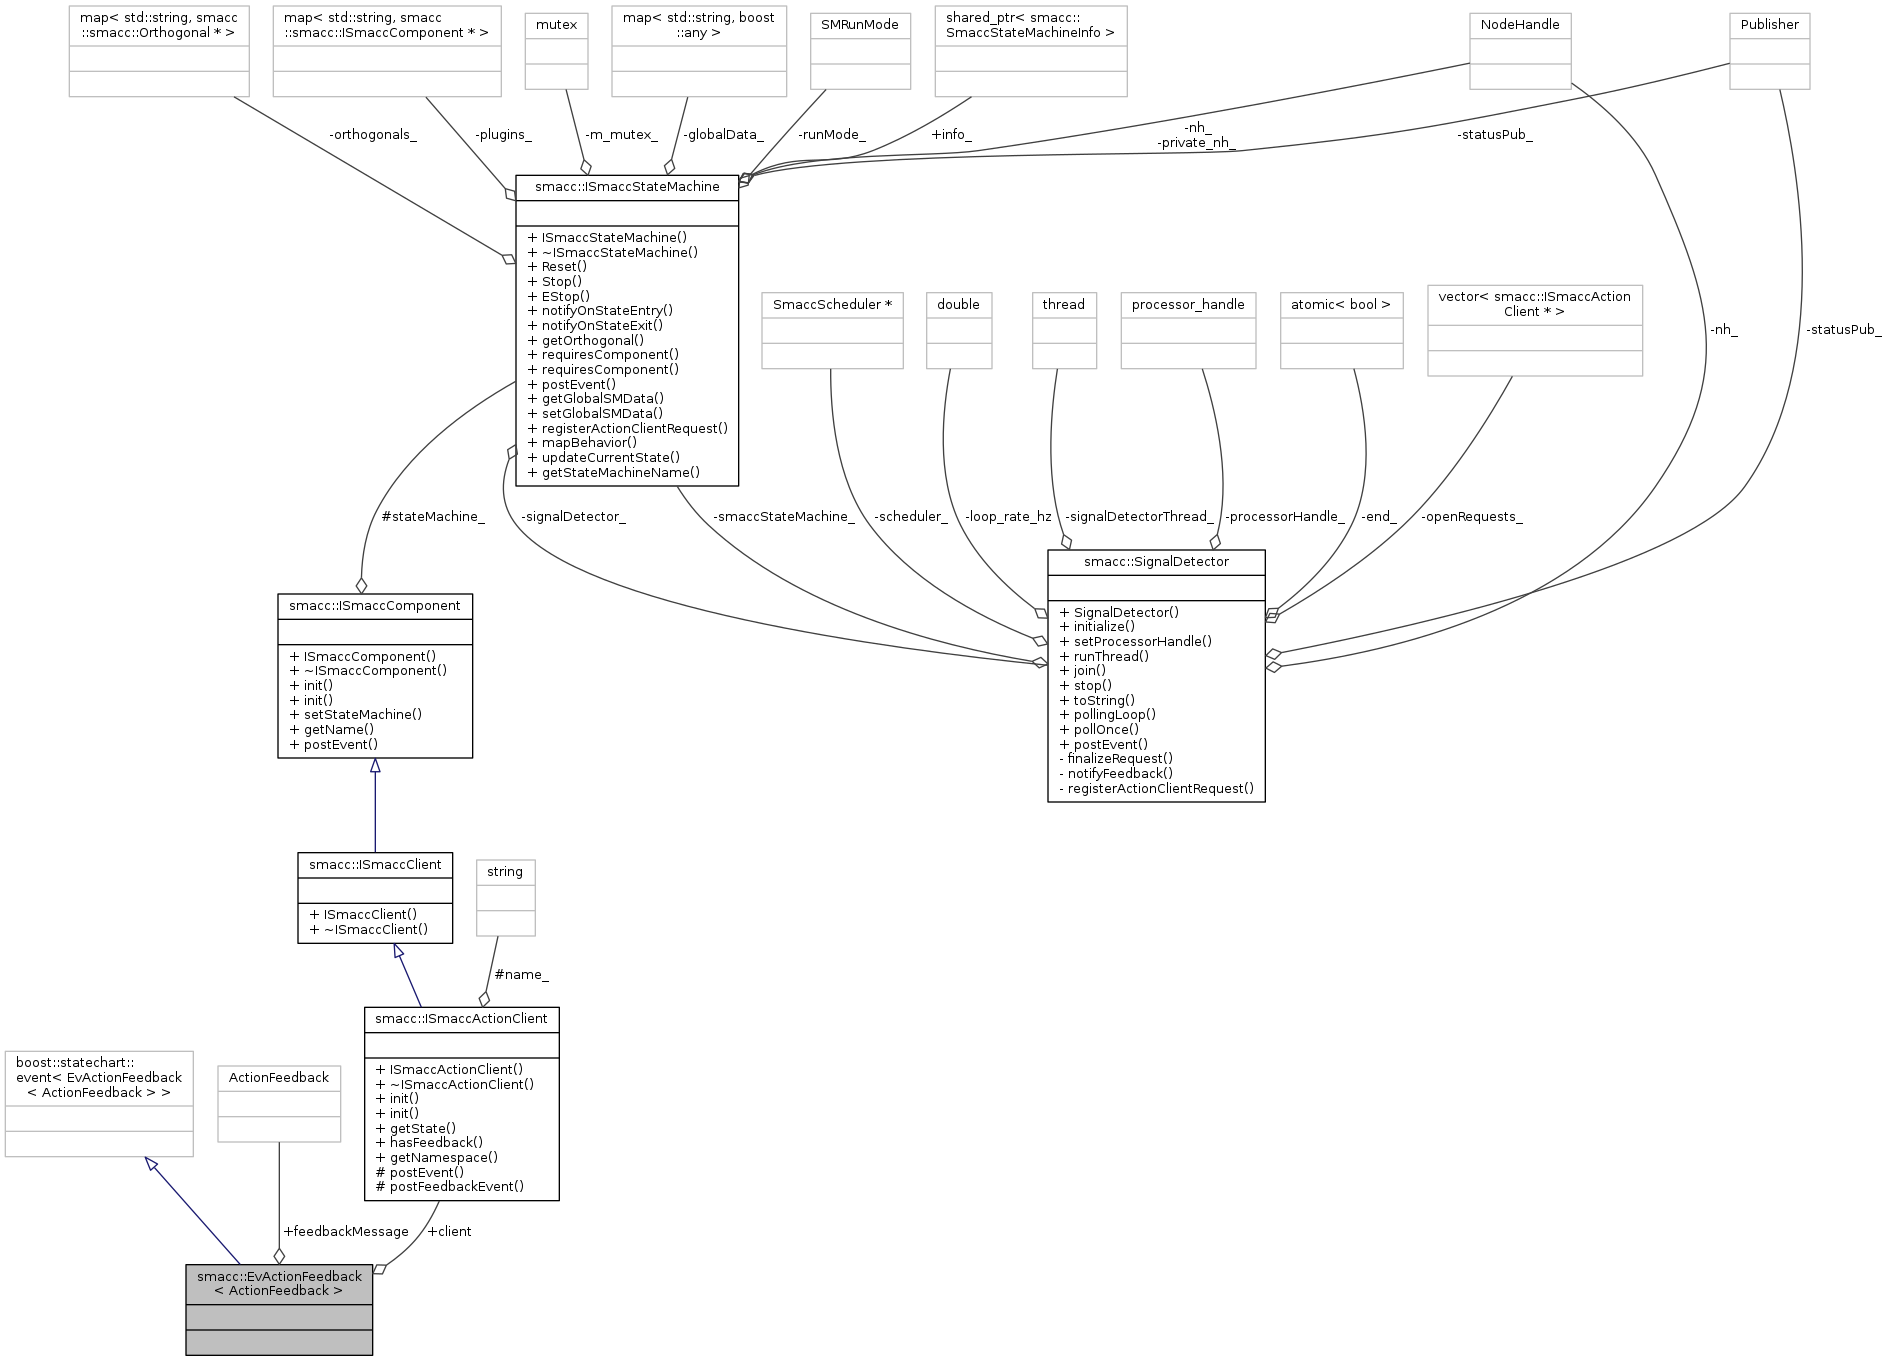 map< std::string, smacc
::smacc::Orthogonal * >
map< std::string, smacc
::smacc::ISmaccComponent * >
mutex
map< std::string, boost
::any >
SMRunMode
shared_ptr< smacc::
SmaccStateMachineInfo >
NodeHandle
Publisher
-orthogonals_
-plugins_
-m_mutex_
-globalData_
-runMode_
+info_
-nh_
-private_nh_
-statusPub_
smacc::ISmaccStateMachine
+ ISmaccStateMachine()
+ ~ISmaccStateMachine()
+ Reset()
+ Stop()
+ EStop()
+ notifyOnStateEntry()
+ notifyOnStateExit()
+ getOrthogonal()
+ requiresComponent()
+ requiresComponent()
+ postEvent()
+ getGlobalSMData()
+ setGlobalSMData()
+ registerActionClientRequest()
+ mapBehavior()
+ updateCurrentState()
+ getStateMachineName()
SmaccScheduler *
double
thread
processor_handle
atomic< bool >
vector< smacc::ISmaccAction
Client * >
-nh_
-statusPub_
#stateMachine_
-signalDetector_
-smaccStateMachine_
-scheduler_
-loop_rate_hz
-signalDetectorThread_
-processorHandle_
-end_
-openRequests_
smacc::SignalDetector
+ SignalDetector()
+ initialize()
+ setProcessorHandle()
+ runThread()
+ join()
+ stop()
+ toString()
+ pollingLoop()
+ pollOnce()
+ postEvent()
- finalizeRequest()
- notifyFeedback()
- registerActionClientRequest()
smacc::ISmaccComponent
+ ISmaccComponent()
+ ~ISmaccComponent()
+ init()
+ init()
+ setStateMachine()
+ getName()
+ postEvent()
smacc::ISmaccClient
+ ISmaccClient()
+ ~ISmaccClient()
string
#name_
smacc::ISmaccActionClient
+ ISmaccActionClient()
+ ~ISmaccActionClient()
+ init()
+ init()
+ getState()
+ hasFeedback()
+ getNamespace()
# postEvent()
# postFeedbackEvent()
boost::statechart::
event< EvActionFeedback
< ActionFeedback > >
ActionFeedback
+feedbackMessage
+client
smacc::EvActionFeedback
< ActionFeedback >